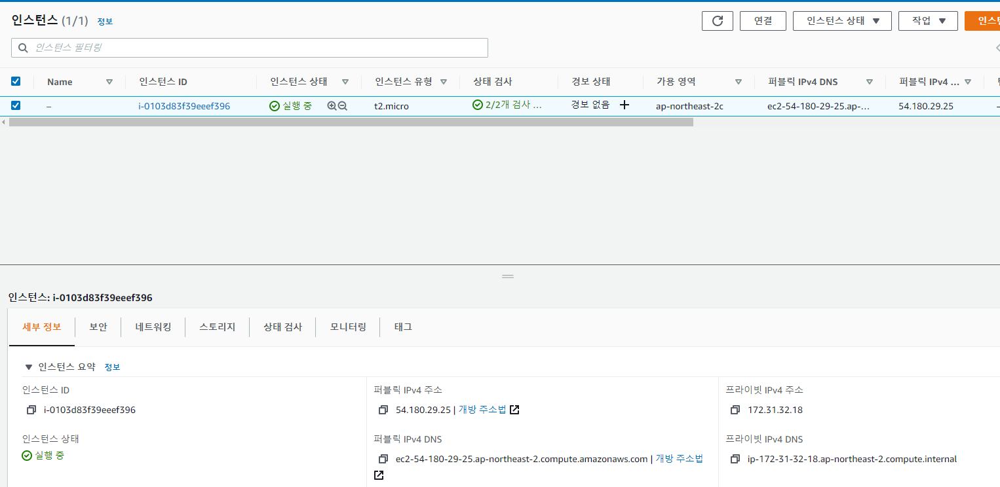 인스턴스 (1/1) 정보 연결 인스턴스 상태 작업
인스턴스 필터링
Name 인스턴스 ID 인스턴스 상태 인스턴스 유형 상태 검사 경보 상태 가용 영역 퍼블릭 IPv4 DNS 퍼블릭 IPv4 ...
– i-0103d83f39eeef396 실행 중 t2.micro 2/2개 검사 ... 경보 없음 ap-northeast-2c ec2-54-180-29-25.ap-... 54.180.29.25 –
인스턴스: i-0103d83f39eeef396
세부 정보 보안 네트워킹 스토리지 상태 검사 모니터링 태그
인스턴스 요약 정보
인스턴스 ID 퍼블릭 IPv4 주소 프라이빗 IPv4 주소
i-0103d83f39eeef396 54.180.29.25 | 개방 주소법 172.31.32.18
인스턴스 상태 퍼블릭 IPv4 DNS 프라이빗 IPv4 DNS
실행 중 ec2-54-180-29-25.ap-northeast-2.compute.amazonaws.com | 개방 주소법 ip-172-31-32-18.ap-northeast-2.compute.internal